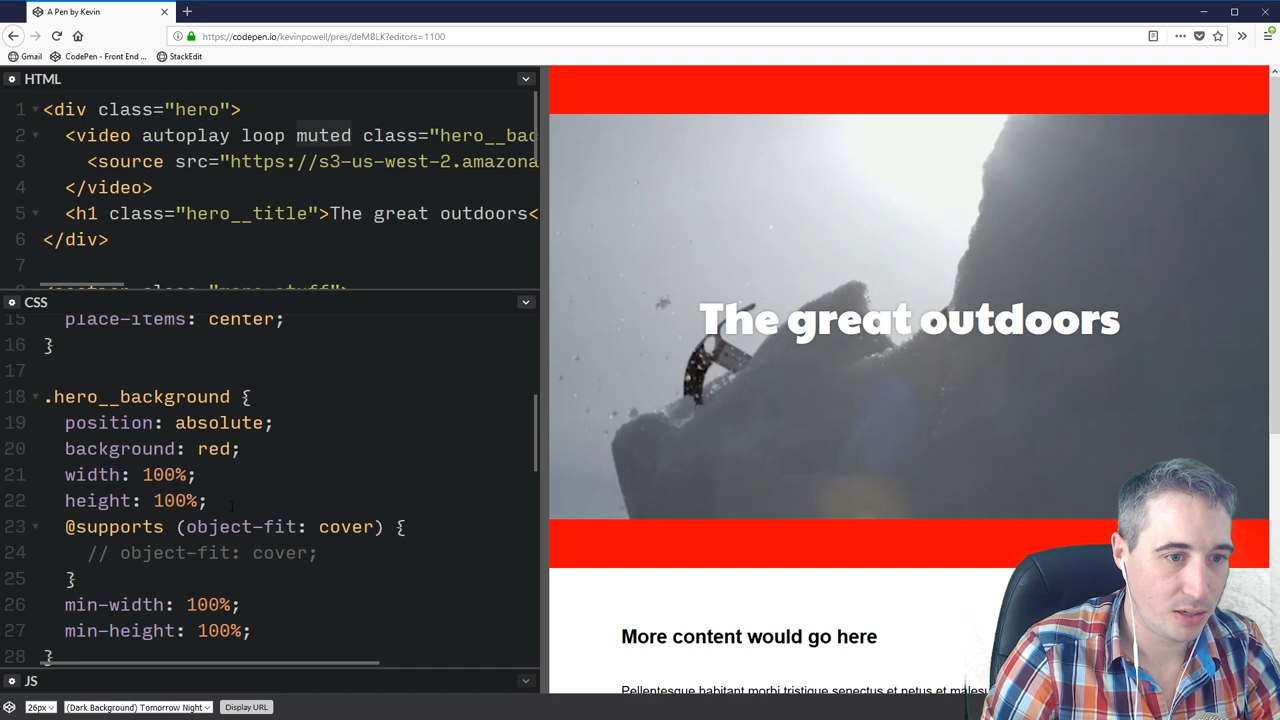 A Pen by Kevin
https://codepen.io/kevinpowell/pres/deMBLK?editors=1100
Gmail
CodePen - Front End ...
StackEdit
HTML
1 <div class="hero">
2 <video autoplay loop muted class="hero__bac
3 <source src="https://s3-us-west-2.amazona
4 </video>
5 <h1 class="hero__title">The great outdoors<
6 </div>
7
CSS
15 place-items: center;
16 }
17
18 .hero__background {
19 position: absolute;
20 background: red;
21 width: 100%;
22 height: 100%;
23 @supports (object-fit: cover) {
24 // object-fit: cover;
25 }
26 min-width: 100%;
27 min-height: 100%;
28 }
JS
26px
(Dark Background) Tomorrow Night
Display URL
The great outdoors
More content would go here
Pellentesque habitant morbi tristique senectus et netus et